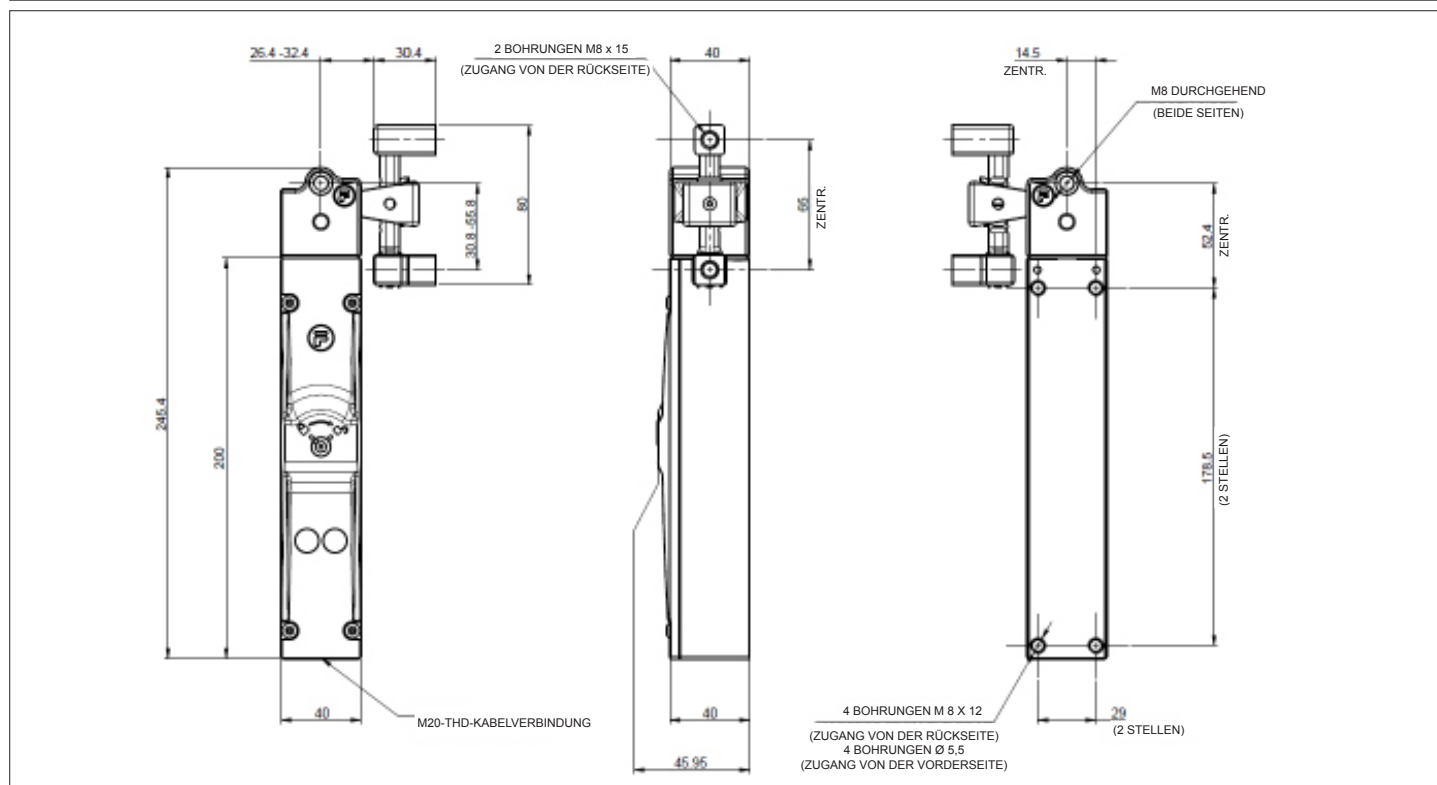 26.4 -32.4
30.4
2 BOHRUNGEN M8 x 15
(ZUGANG VON DER RÜCKSEITE)
40
14.5
ZENTR.
M8 DURCHGEHEND
(BEIDE SEITEN)
245.4
200
30.8 -55.8
80
65
ZENTR.
52.4
ZENTR.
178.5
(2 STELLEN)
40
M20-THD-KABELVERBINDUNG
40
45.95
4 BOHRUNGEN M 8 X 12
(ZUGANG VON DER RÜCKSEITE)
4 BOHRUNGEN Ø 5,5
(ZUGANG VON DER VORDERSEITE)
29
(2 STELLEN)